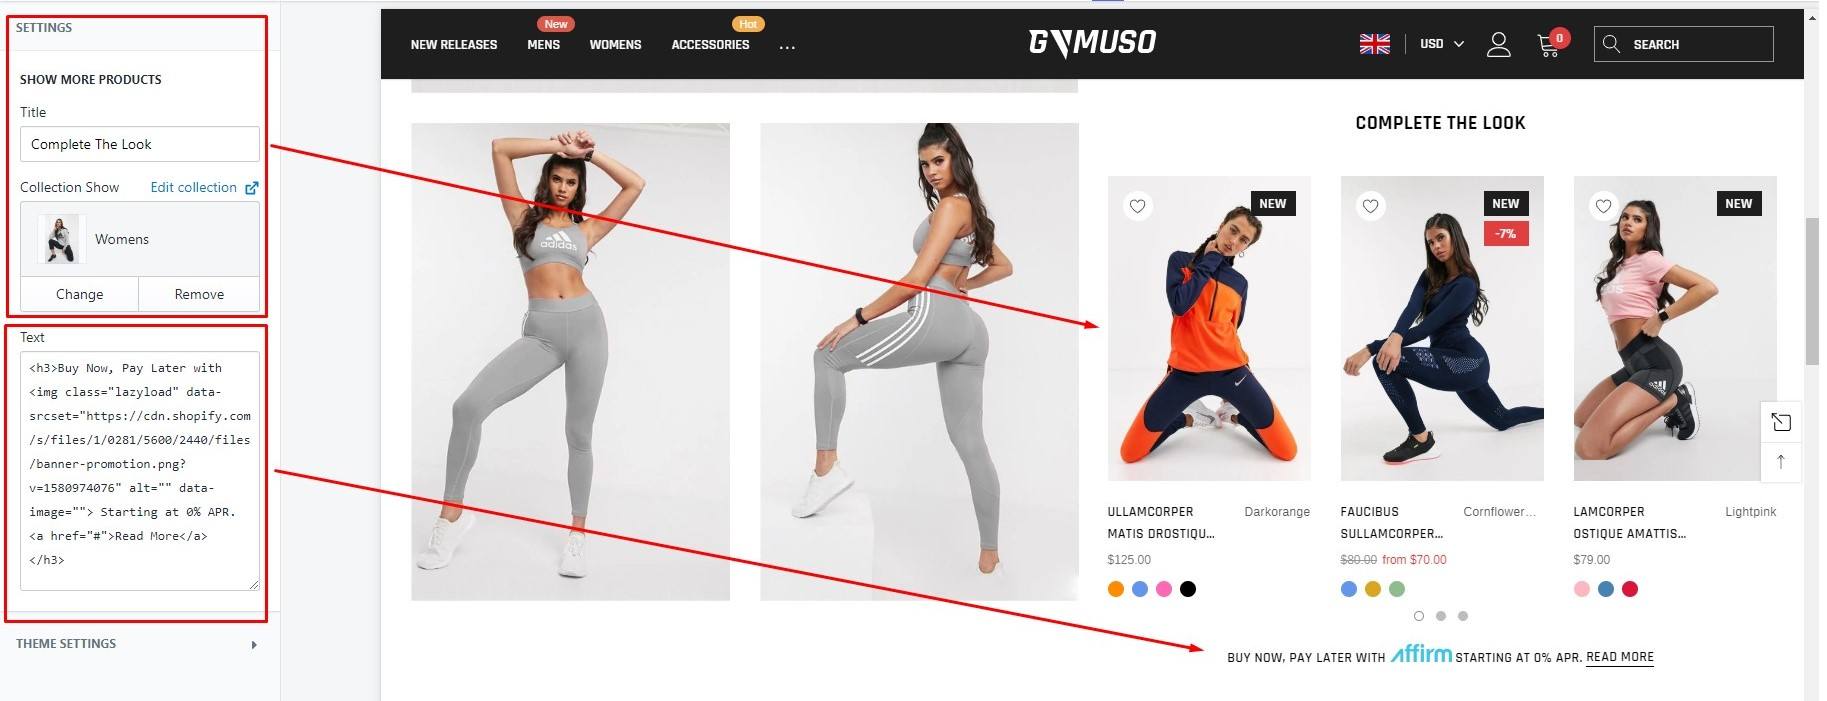 SETTINGS
SHOW MORE PRODUCTS
Title
Complete The Look
Collection Show Edit collection
Womens
Change Remove
Text
<h3>Buy Now, Pay Later with
<img class="lazyload" data-
srcset="https://cdn.shopify.com
/s/files/1/0281/5600/2440/files
/banner-promotion.png?
v=1580974076" alt="" data-
image=""> Starting at 0% APR.
<a href="#">Read More</a>
</h3>
THEME SETTINGS
New Hot
NEW RELEASES MENS WOMENS ACCESSORIES ...
GYMUSO
USD 0 SEARCH
adidas
COMPLETE THE LOOK
NEW
NEW
-7%
NEW
ULLAMCORPER Darkorange
MATIS DROSTIQU...
$125.00
FAUCIBUS Cornflower...
SULLAMCORPER...
$80.00 from $70.00
LAMCORPER Lightpink
OSTIQUE AMATTIS...
$79.00
BUY NOW, PAY LATER WITH affirm STARTING AT 0% APR. READ MORE